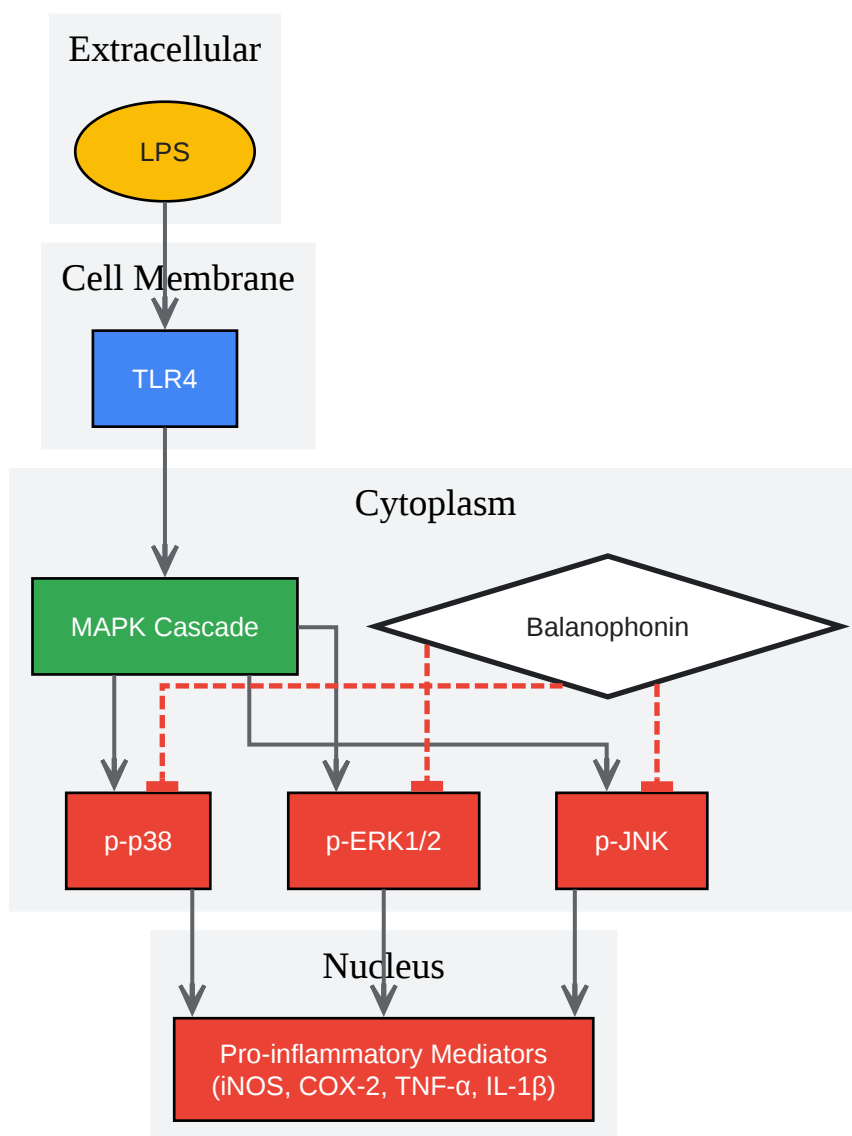 Extracellular
LPS
Cell Membrane
TLR4
Cytoplasm
MAPK Cascade
Balanophonin
p-p38
p-ERK1/2
p-JNK
Nucleus
Pro-inflammatory Mediators
(iNOS, COX-2, TNF-α, IL-1β)